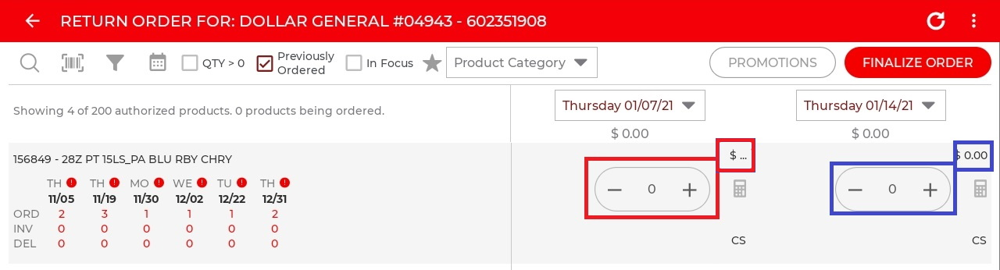 RETURN ORDER FOR: DOLLAR GENERAL #04943 - 602351908
QTY > 0
Previously
Ordered
In Focus
Product Category
PROMOTIONS
FINALIZE ORDER
Showing 4 of 200 authorized products. 0 products being ordered.
Thursday 01/07/21
Thursday 01/14/21
$ 0.00
$ 0.00
156849 - 28Z PT 15LS_PA BLU RBY CHRY
$ ...
$ 0.00
TH ! TH ! MO ! WE ! TU ! TH !
11/05 11/19 11/30 12/02 12/22 12/31
ORD 2 3 1 1 1 2
INV 0 0 0 0 0 0
DEL 0 0 0 0 0 0
− 0 +
− 0 +
CS
CS